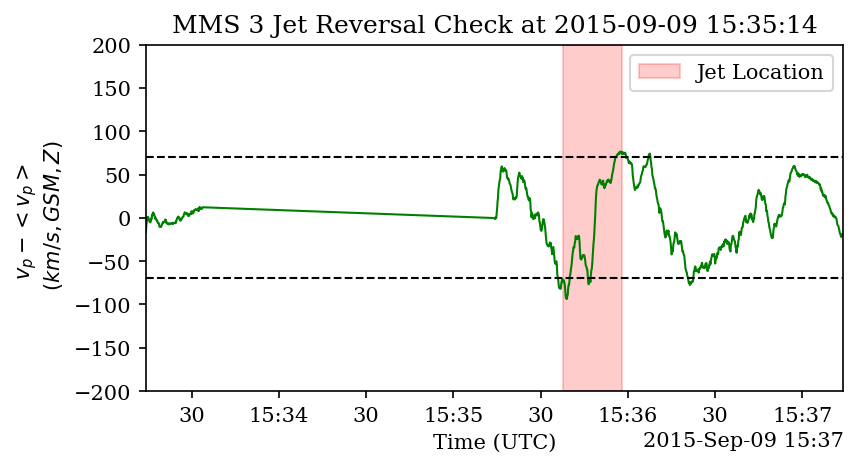 MMS 3 Jet Reversal Check at 2015-09-09 15:35:14
Jet Location
200
150
100
50
0
−50
−100
−150
−200
v_p − <v_p>
(km/s, GSM, Z)
30 15:34 30 15:35 30 15:36 30 15:37
Time (UTC)
2015-Sep-09 15:37